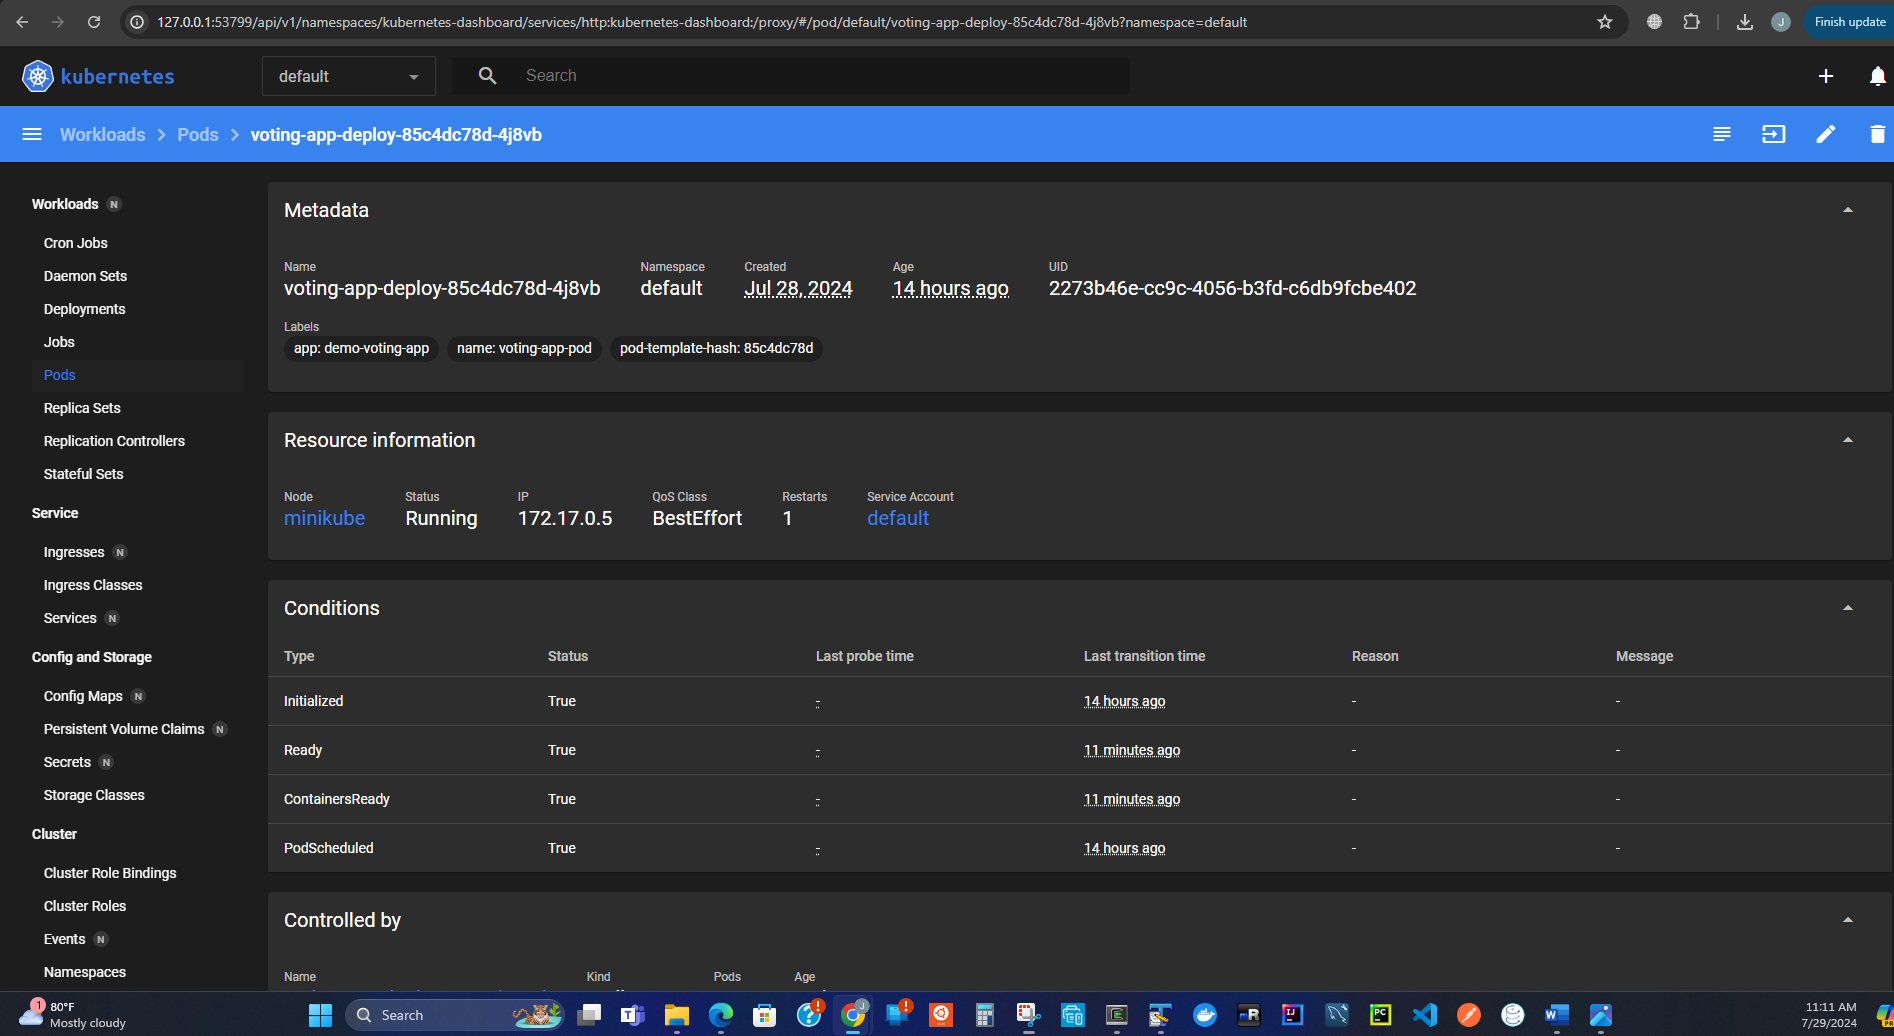 127.0.0.1:53799/api/v1/namespaces/kubernetes-dashboard/services/http:kubernetes-dashboard:/proxy/#/pod/default/voting-app-deploy-85c4dc78d-4j8vb?namespace=default
J
Finish update
kubernetes
default
Search
Workloads
Pods
voting-app-deploy-85c4dc78d-4j8vb
Workloads N
Cron Jobs
Daemon Sets
Deployments
Jobs
Pods
Replica Sets
Replication Controllers
Stateful Sets
Service
Ingresses N
Ingress Classes
Services N
Config and Storage
Config Maps N
Persistent Volume Claims N
Secrets N
Storage Classes
Cluster
Cluster Role Bindings
Cluster Roles
Events N
Namespaces
Metadata
Name Namespace Created Age UID
voting-app-deploy-85c4dc78d-4j8vb default Jul 28, 2024 14 hours ago 2273b46e-cc9c-4056-b3fd-c6db9fcbe402
Labels
app: demo-voting-app name: voting-app-pod pod-template-hash: 85c4dc78d
Resource information
Node Status IP QoS Class Restarts Service Account
minikube Running 172.17.0.5 BestEffort 1 default
Conditions
Type Status Last probe time Last transition time Reason Message
Initialized True - 14 hours ago - -
Ready True - 11 minutes ago - -
ContainersReady True - 11 minutes ago - -
PodScheduled True - 14 hours ago - -
Controlled by
Name Kind Pods Age
1
80°F
Mostly cloudy
Search
11:11 AM
7/29/2024